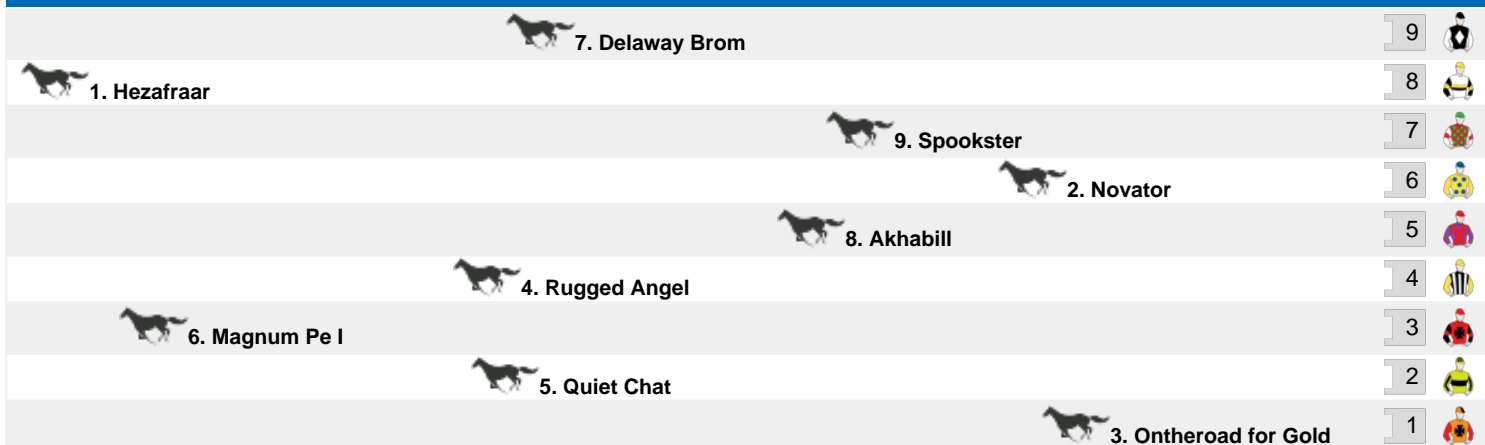 7. Delaway Brom 9
1. Hezafraar 8
9. Spookster 7
2. Novator 6
8. Akhabill 5
4. Rugged Angel 4
6. Magnum Pe I 3
5. Quiet Chat 2
3. Ontheroad for Gold 1